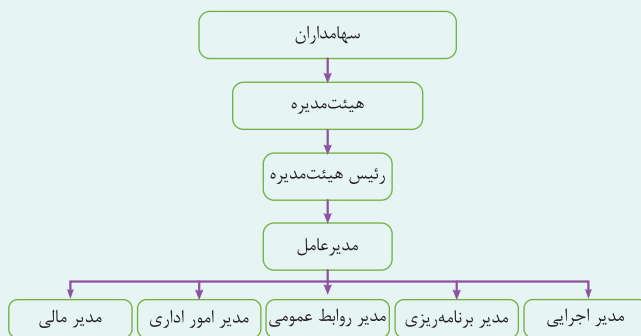 سهامداران
هیئت‌مدیره
رئیس هیئت‌مدیره
مدیرعامل
مدیر اجرایی
مدیر برنامه‌ریزی
مدیر روابط عمومی
مدیر امور اداری
مدیر مالی